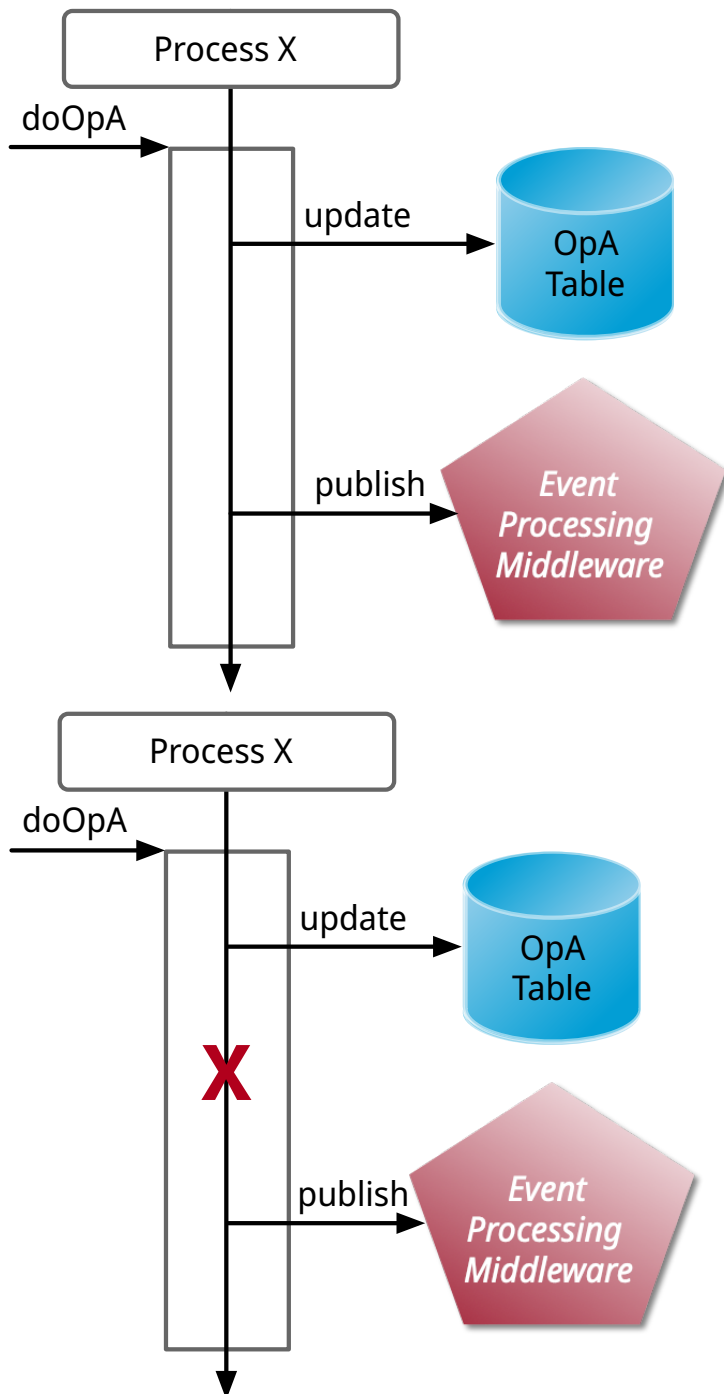 Process X
doOpA
update
OpA
Table
publish
Event
Processing
Middleware
Process X
doOpA
update
OpA
Table
X
publish
Event
Processing
Middleware